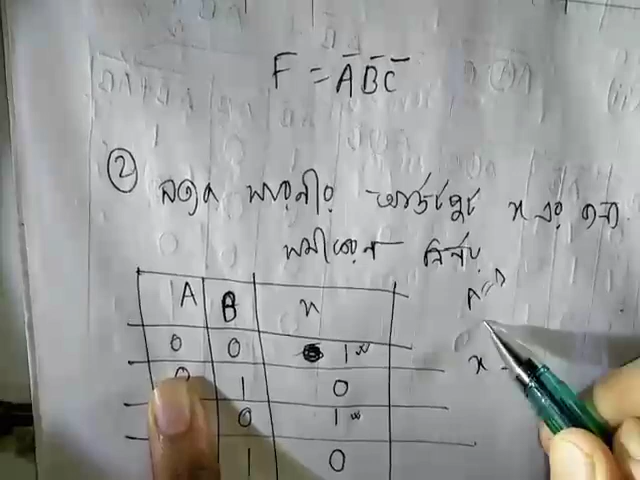 F = A̅ B̅ C̅
② সত্যক সারণীর আউটপুট x এর জন্য
সমীকরণ নির্ণয়
A B x
0 0 1
1 0
0 1
1 0
x